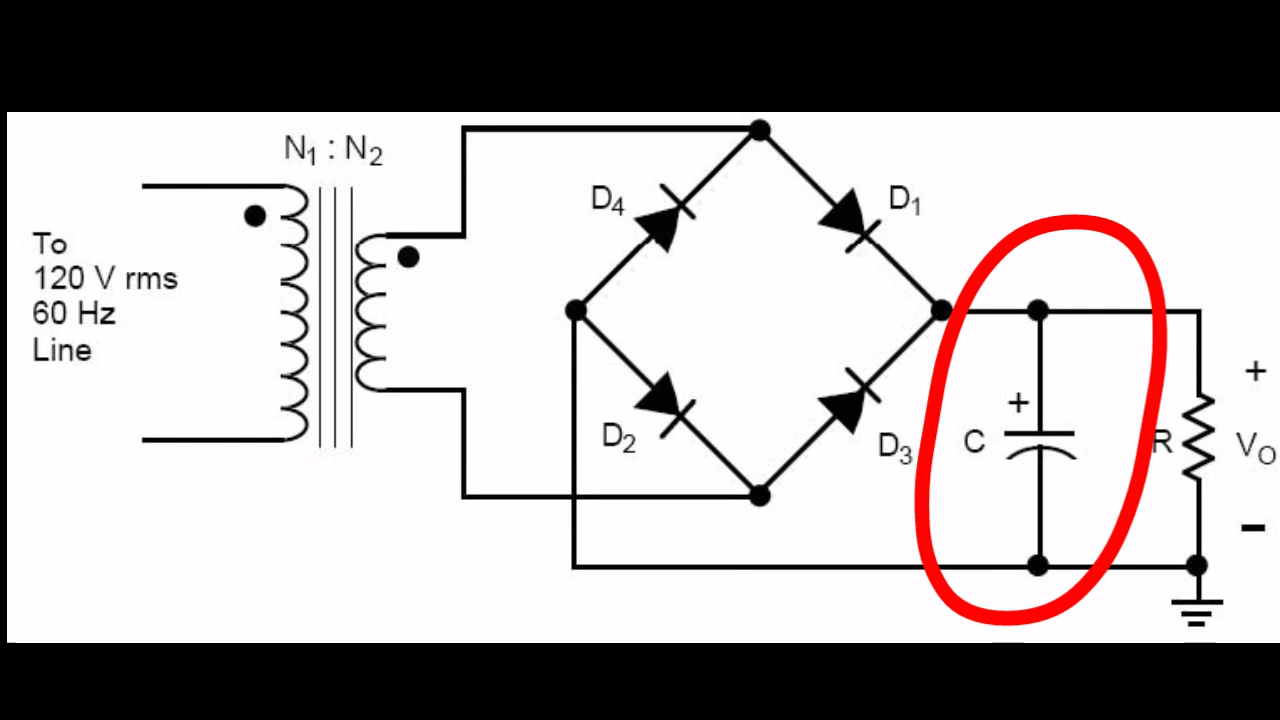 N1 : N2
To
120 V rms
60 Hz
Line
D4
D1
D2
D3
+
C
R
+
VO
-